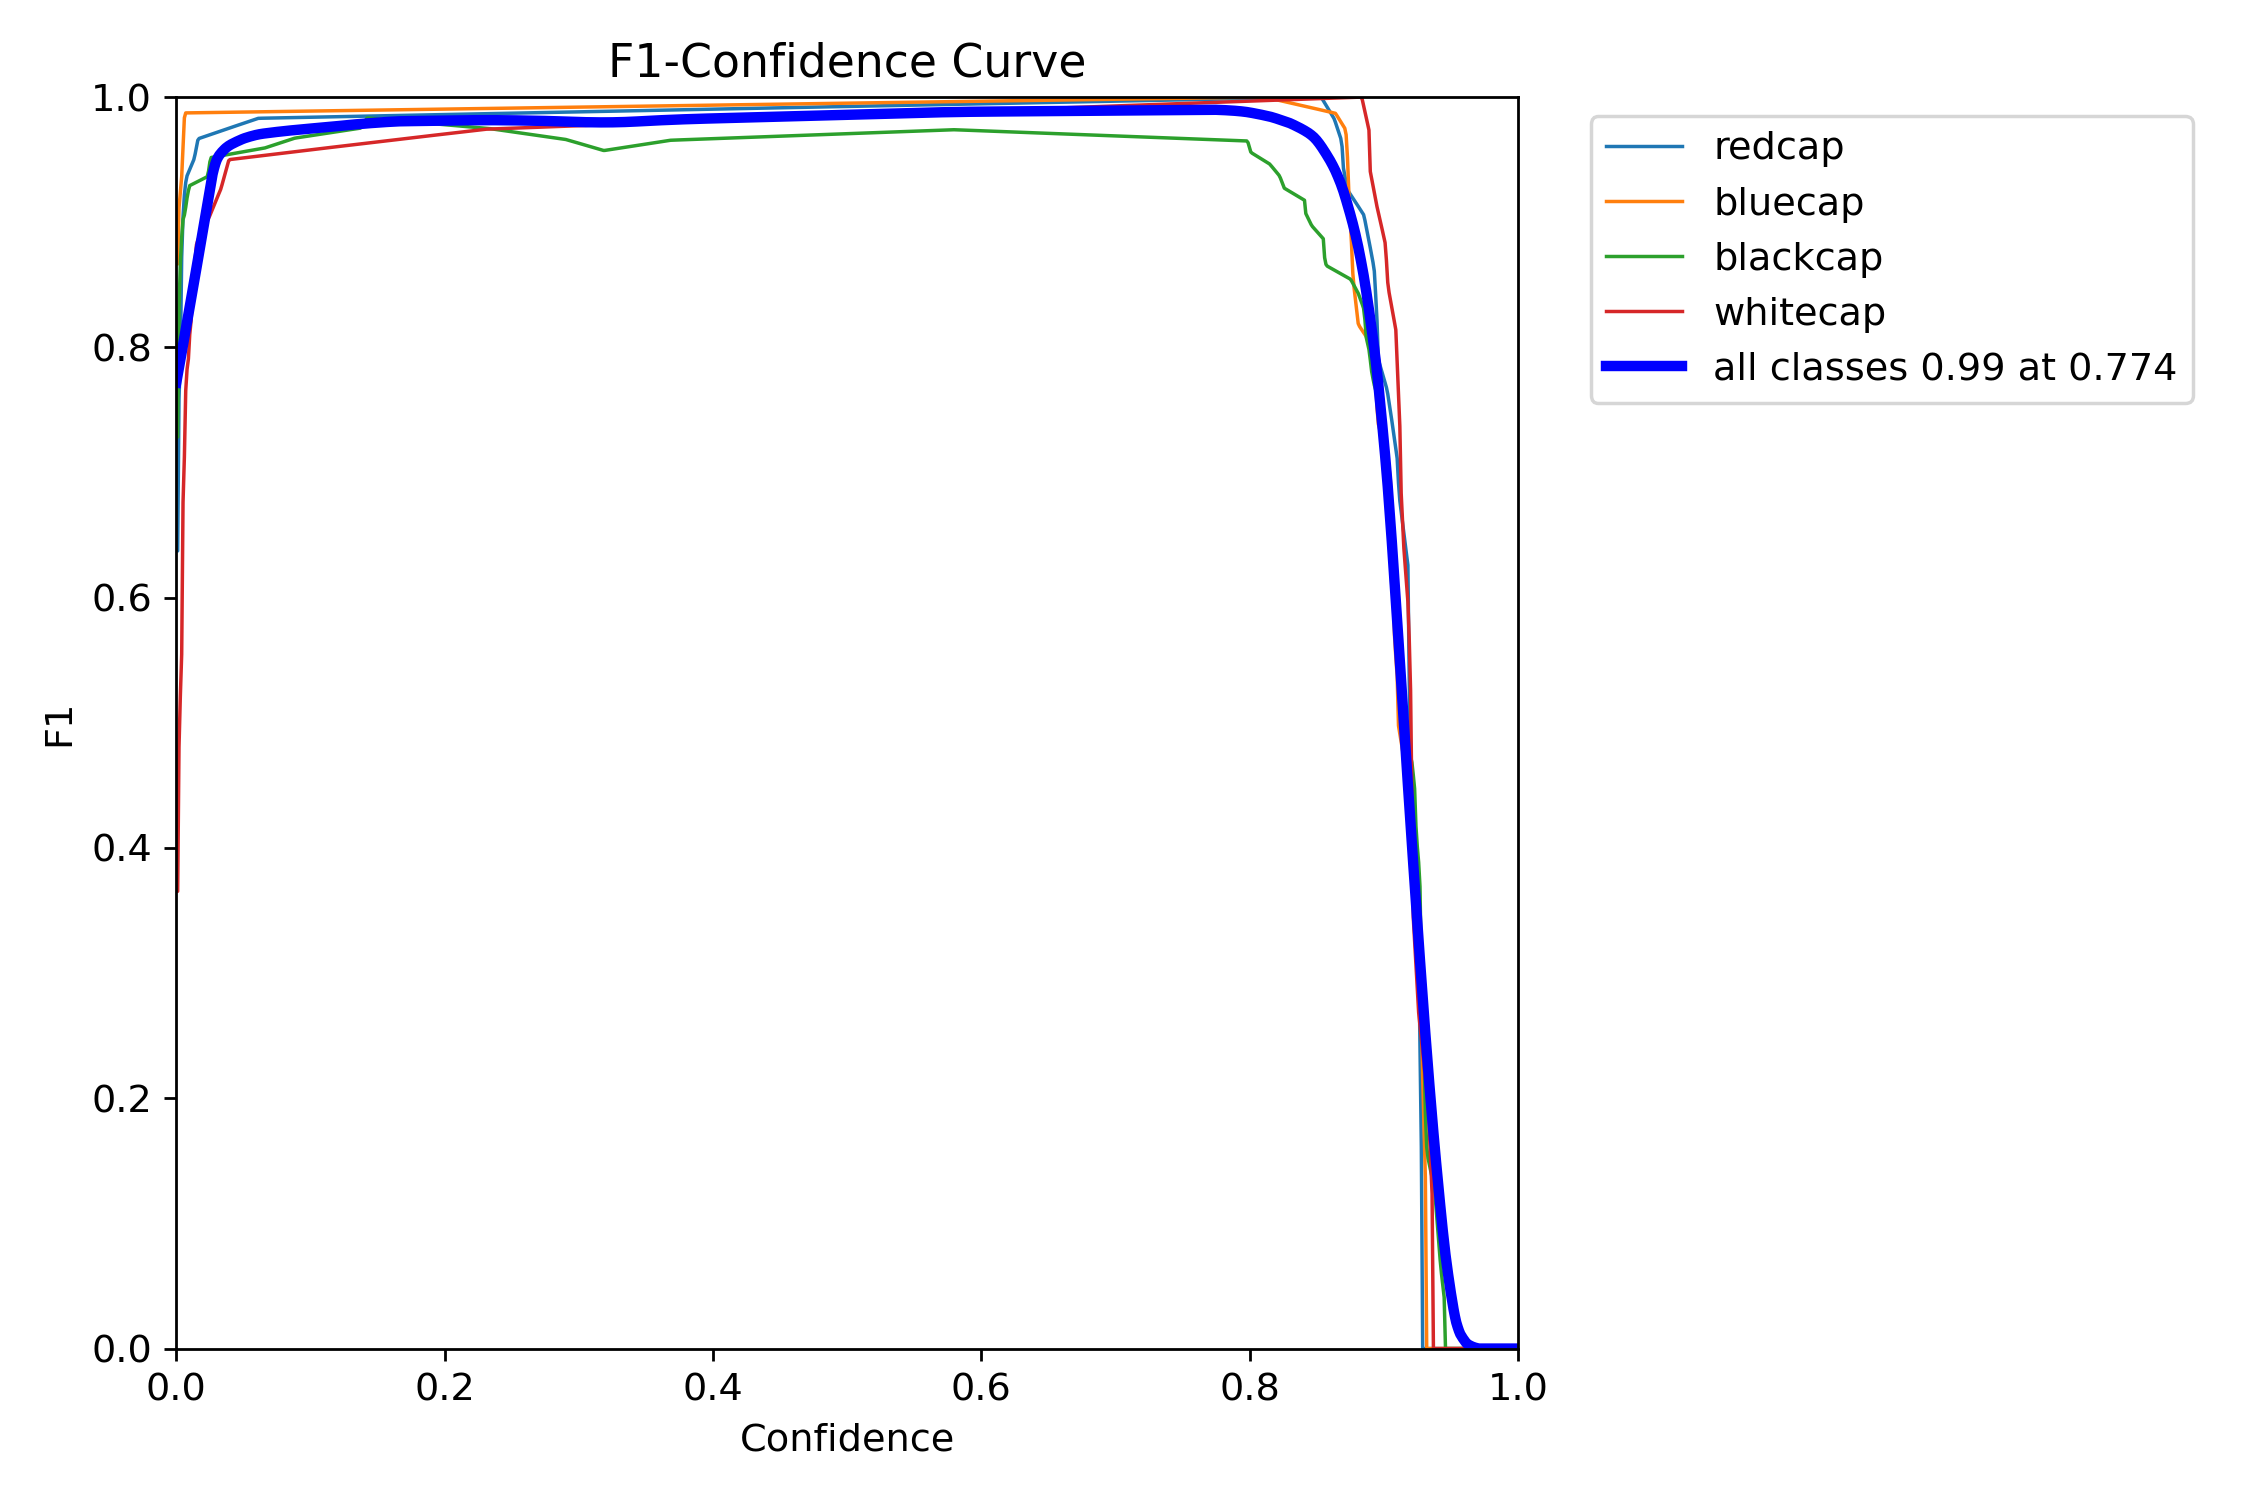 F1-Confidence Curve
1.0
0.8
0.6
0.4
0.2
0.0
F1
0.0 0.2 0.4 0.6 0.8 1.0
Confidence
redcap
bluecap
blackcap
whitecap
all classes 0.99 at 0.774